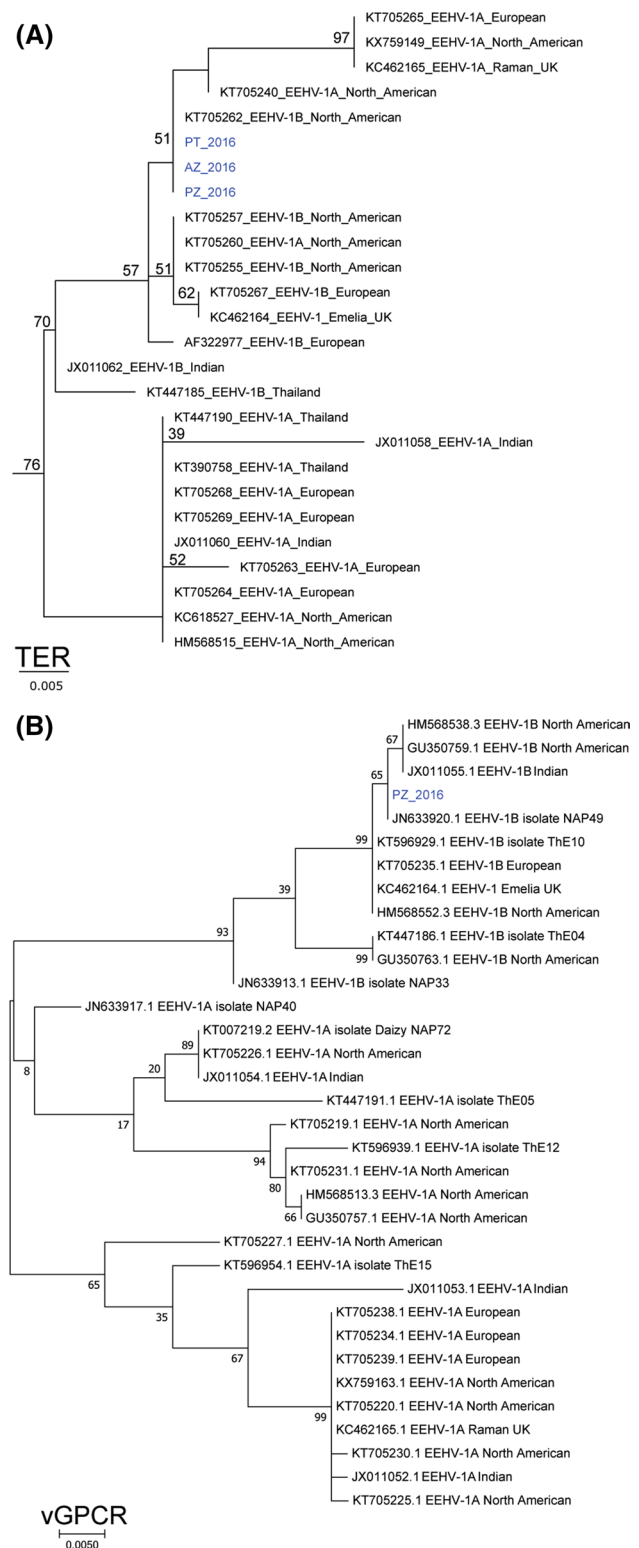 (A)
KT705265_EEHV-1A_European
97
KX759149_EEHV-1A_North_American
KC462165_EEHV-1A_Raman_UK
KT705240_EEHV-1A_North_American
KT705262_EEHV-1B_North_American
51
PT_2016
AZ_2016
PZ_2016
KT705257_EEHV-1B_North_American
KT705260_EEHV-1A_North_American
57
51
KT705255_EEHV-1B_North_American
62
KT705267_EEHV-1B_European
KC462164_EEHV-1_Emelia_UK
70
AF322977_EEHV-1B_European
JX011062_EEHV-1B_Indian
KT447185_EEHV-1B_Thailand
KT447190_EEHV-1A_Thailand
39
JX011058_EEHV-1A_Indian
76
KT390758_EEHV-1A_Thailand
KT705268_EEHV-1A_European
KT705269_EEHV-1A_European
JX011060_EEHV-1A_Indian
52
KT705263_EEHV-1A_European
KT705264_EEHV-1A_European
KC618527_EEHV-1A_North_American
HM568515_EEHV-1A_North_American
TER
0.005
(B)
HM568538.3 EEHV-1B North American
67
GU350759.1 EEHV-1B North American
65
JX011055.1 EEHV-1B Indian
PZ_2016
JN633920.1 EEHV-1B isolate NAP49
99
KT596929.1 EEHV-1B isolate ThE10
KT705235.1 EEHV-1B European
39
KC462164.1 EEHV-1 Emelia UK
HM568552.3 EEHV-1B North American
93
KT447186.1 EEHV-1B isolate ThE04
99
GU350763.1 EEHV-1B North American
JN633913.1 EEHV-1B isolate NAP33
JN633917.1 EEHV-1A isolate NAP40
KT007219.2 EEHV-1A isolate Daizy NAP72
89
KT705226.1 EEHV-1A North American
8
20
JX011054.1 EEHV-1A Indian
KT447191.1 EEHV-1A isolate ThE05
17
KT705219.1 EEHV-1A North American
KT596939.1 EEHV-1A isolate ThE12
94
KT705231.1 EEHV-1A North American
80
HM568513.3 EEHV-1A North American
66
GU350757.1 EEHV-1A North American
KT705227.1 EEHV-1A North American
KT596954.1 EEHV-1A isolate ThE15
65
JX011053.1 EEHV-1A Indian
35
KT705238.1 EEHV-1A European
KT705234.1 EEHV-1A European
67
KT705239.1 EEHV-1A European
KX759163.1 EEHV-1A North American
KT705220.1 EEHV-1A North American
99
KC462165.1 EEHV-1A Raman UK
KT705230.1 EEHV-1A North American
JX011052.1 EEHV-1A Indian
KT705225.1 EEHV-1A North American
vGPCR
0.0050